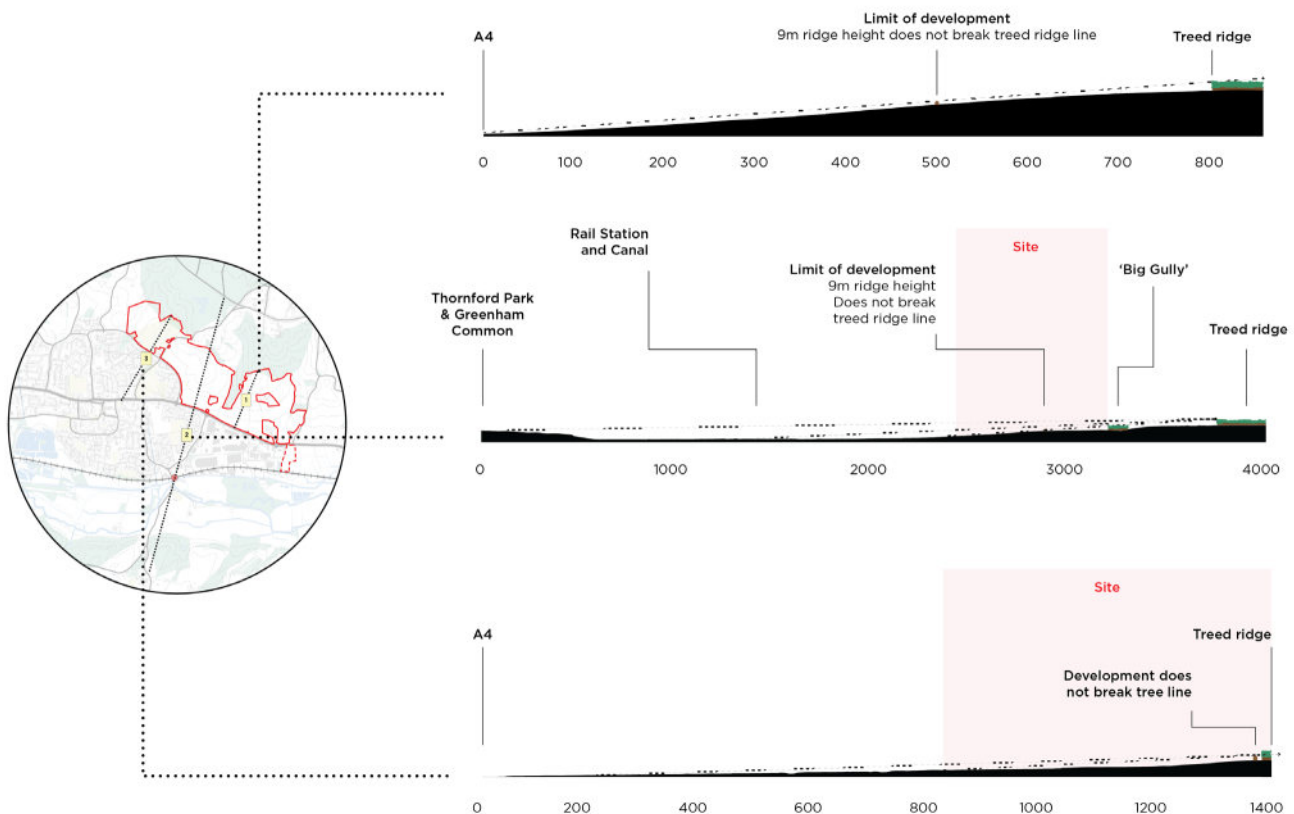 Limit of development
9m ridge height does not break treed ridge line
A4
Treed ridge
0 100 200 300 400 500 600 700 800
Rail Station
and Canal
Site
Limit of development
9m ridge height
Does not break
treed ridge line
'Big Gully'
Thornford Park
& Greenham
Common
Treed ridge
0 1000 2000 3000 4000
3
1
2
Site
A4
Treed ridge
Development does
not break tree line
0 200 400 600 800 1000 1200 1400